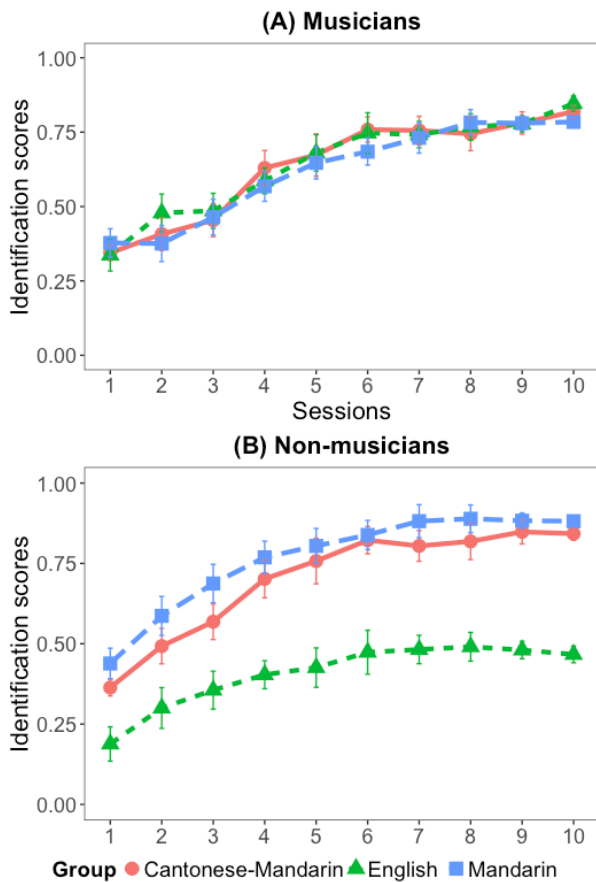 (A) Musicians
Identification scores
1.00
0.75
0.50
0.25
0.00
1 2 3 4 5 6 7 8 9 10
Sessions
(B) Non-musicians
Identification scores
1.00
0.75
0.50
0.25
0.00
1 2 3 4 5 6 7 8 9 10
Group Cantonese-Mandarin English Mandarin